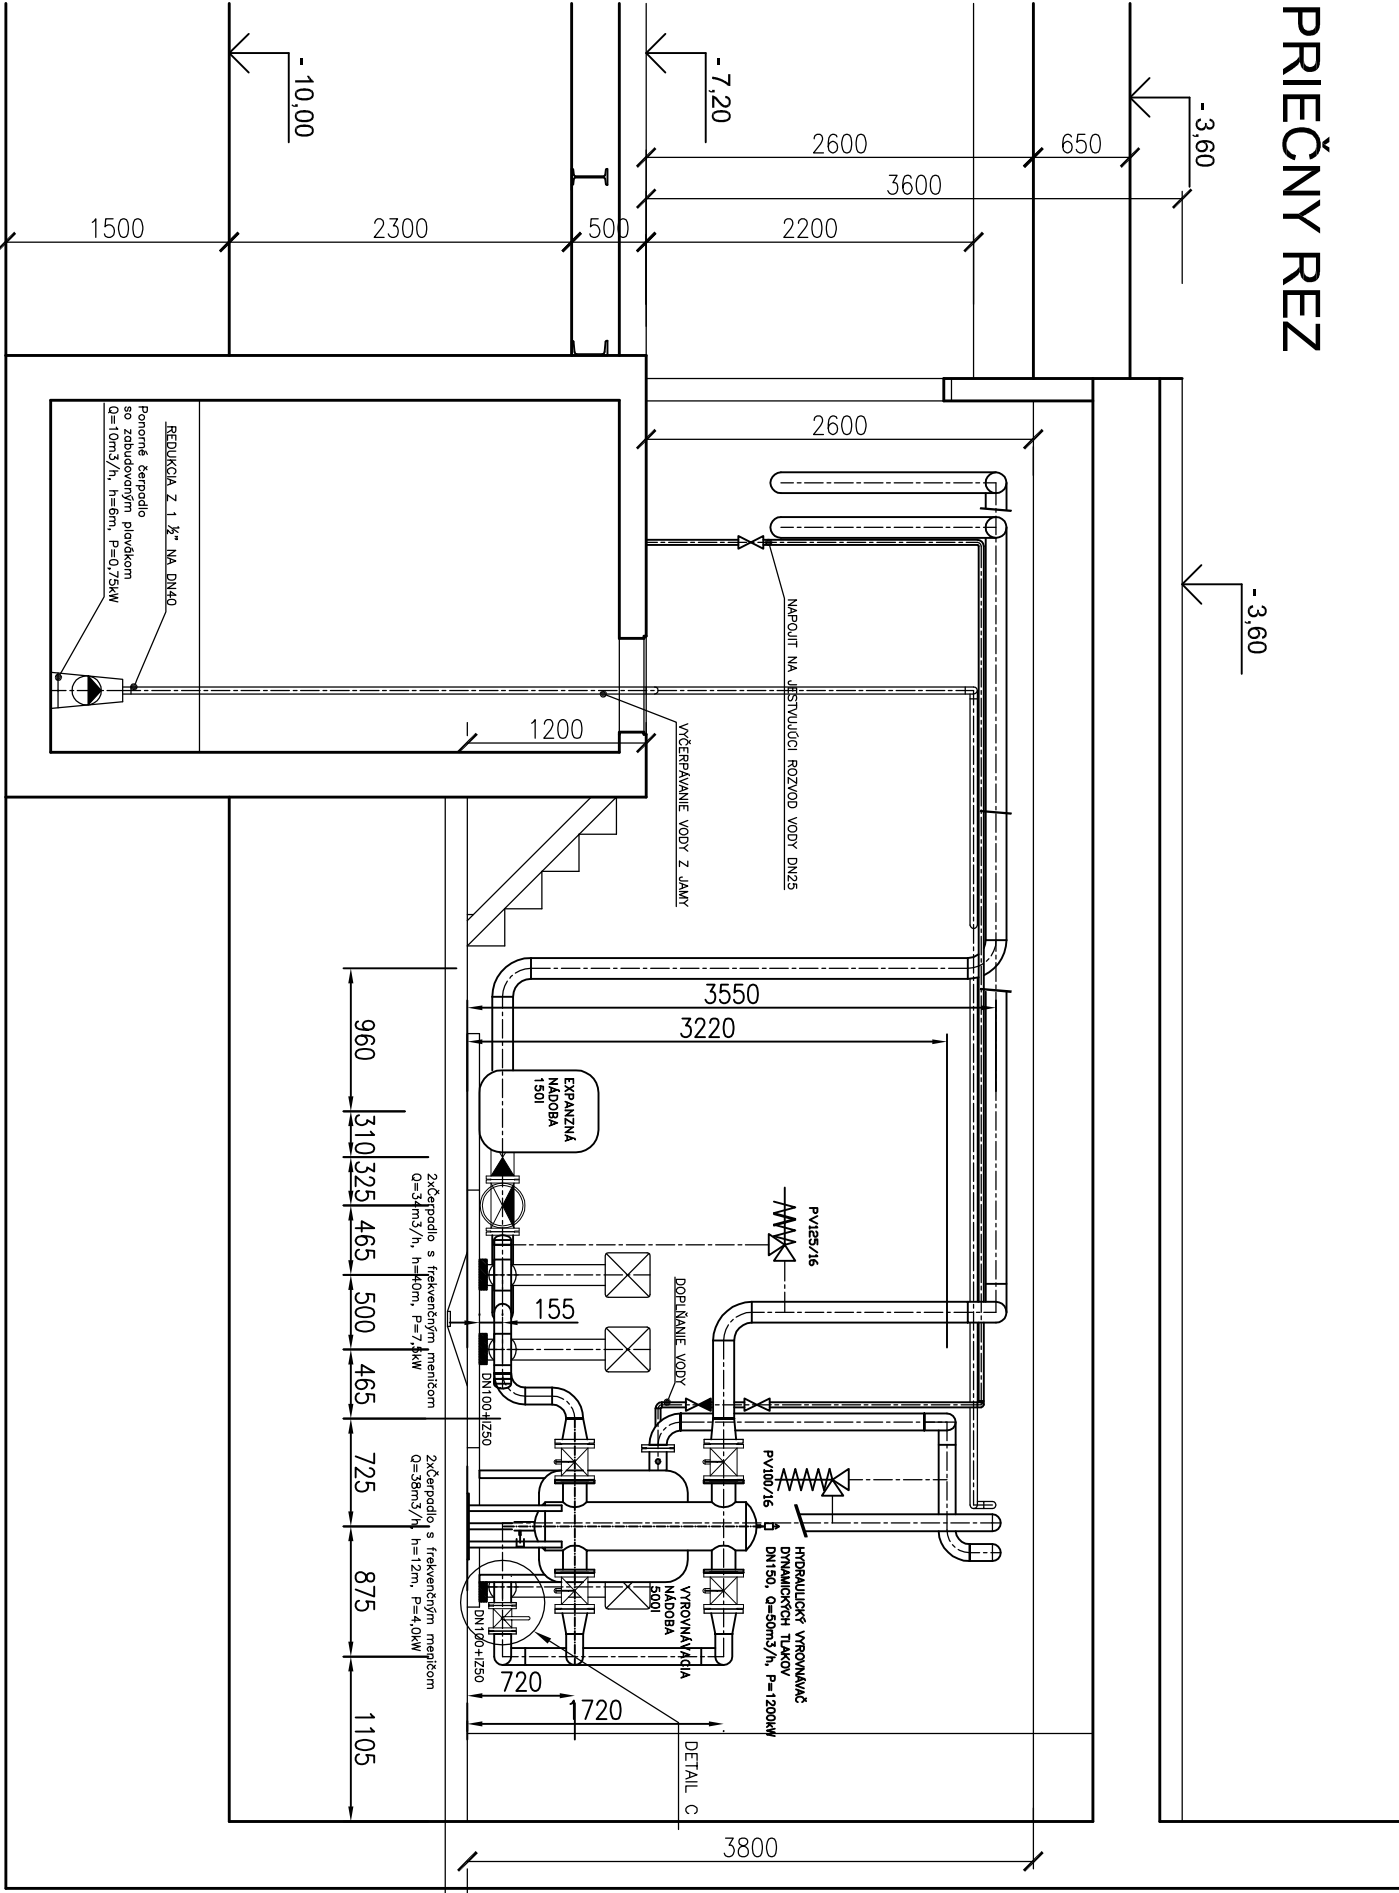 PRIEČNY REZ
- 3,60
- 7,20
- 10,00
- 3,60
650
2600
3600
2200
500
2300
1500
2600
NAPOJIT NA JESTVUJÚCI ROZVOD VODY DN25
VYČERPÁVANIE VODY Z JAMY
REDUKCIA Z 1 ½" NA DN40
Ponorné čerpadlo
so zabudovaným plavákom
Q=10m3/h, h=6m, P=0,75kW
1200
3550
3220
EXPANZNÁ
NÁDOBA
150l
PV125/16
DOPĹŇANIE VODY
155
960
310
325
465
500
465
725
875
1105
2xČerpadlo s frekvenčným meničom
Q=34m3/h, h=40m, P=7,5kW
DN100+IZ50
2xČerpadlo s frekvenčným meničom
Q=38m3/h, h=12m, P=4,0kW
DN100+IZ50
PV100/16
HYDRAULICKÝ VYROVNÁVAČ
DYNAMICKÝCH TLAKOV
DN150, Q=50m3/h, P=1200kW
VYROVNÁVACIA
NÁDOBA
500l
720
1720
DETAIL C
3800